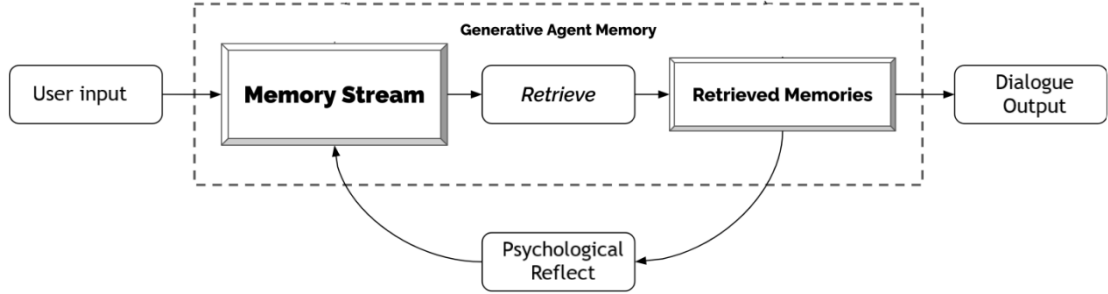 Generative Agent Memory
User input
Memory Stream
Retrieve
Retrieved Memories
Dialogue
Output
Psychological
Reflect